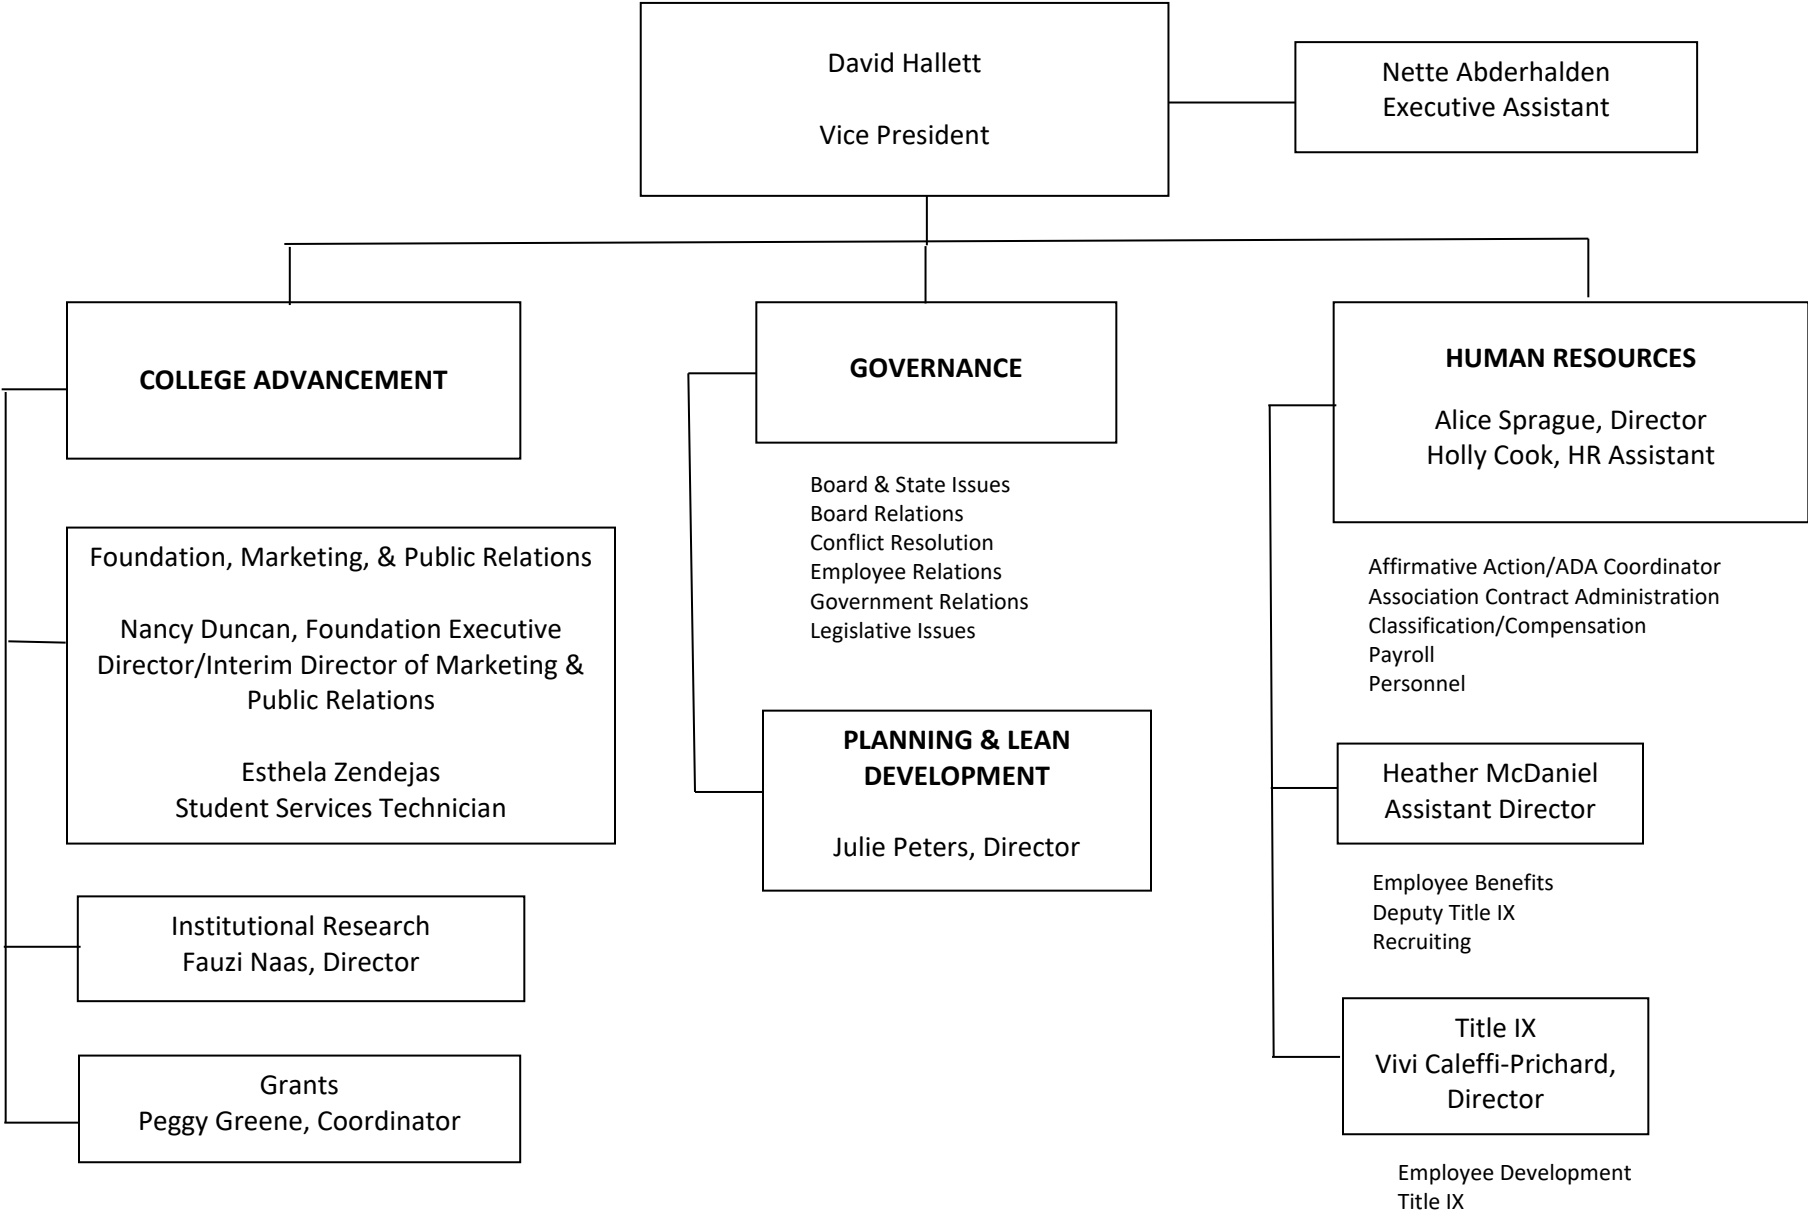 David Hallett
Vice President
Nette Abderhalden
Executive Assistant
COLLEGE ADVANCEMENT
Foundation, Marketing, & Public Relations
Nancy Duncan, Foundation Executive
Director/Interim Director of Marketing &
Public Relations
Esthela Zendejas
Student Services Technician
Institutional Research
Fauzi Naas, Director
Grants
Peggy Greene, Coordinator
GOVERNANCE
Board & State Issues
Board Relations
Conflict Resolution
Employee Relations
Government Relations
Legislative Issues
PLANNING & LEAN
DEVELOPMENT
Julie Peters, Director
HUMAN RESOURCES
Alice Sprague, Director
Holly Cook, HR Assistant
Affirmative Action/ADA Coordinator
Association Contract Administration
Classification/Compensation
Payroll
Personnel
Heather McDaniel
Assistant Director
Employee Benefits
Deputy Title IX
Recruiting
Title IX
Vivi Caleffi-Prichard,
Director
Employee Development
Title IX